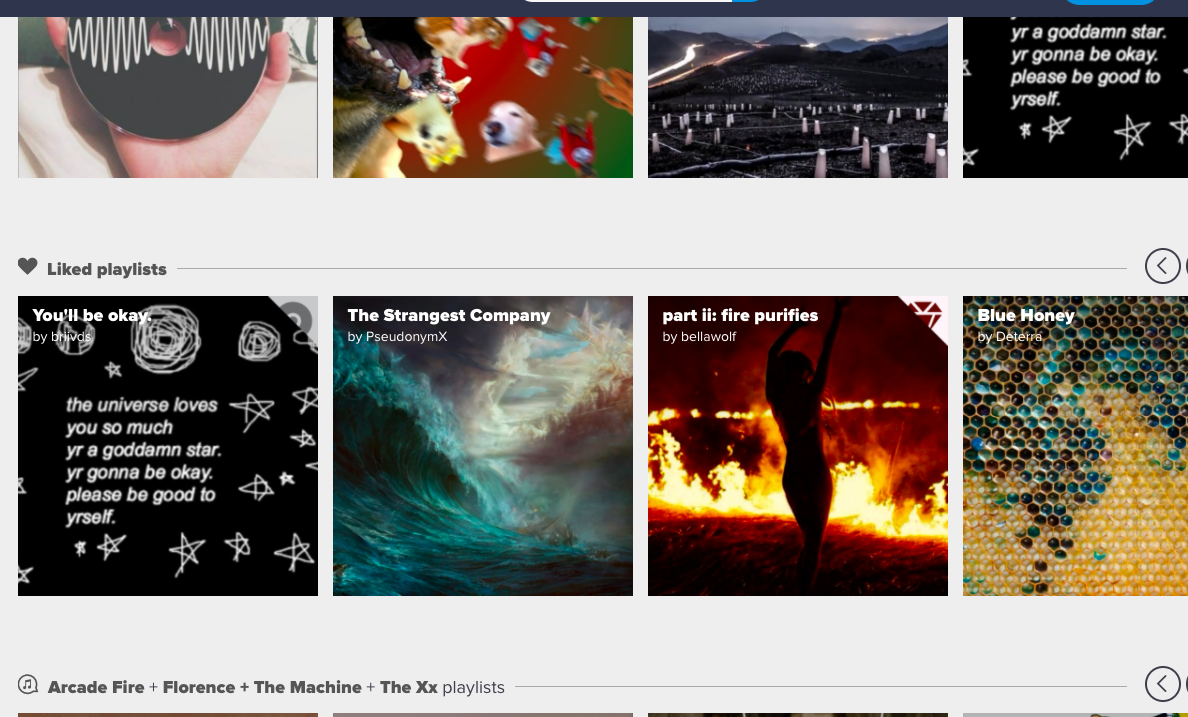 yr a goddamn star.
yr gonna be okay.
please be good to
yrself.
Liked playlists
You'll be okay.
by briivds
the universe loves
you so much
yr a goddamn star.
yr gonna be okay.
please be good to
yrself.
The Strangest Company
by PseudonymX
part ii: fire purifies
by bellawolf
Blue Honey
by Deterra
Arcade Fire + Florence + The Machine + The Xx playlists